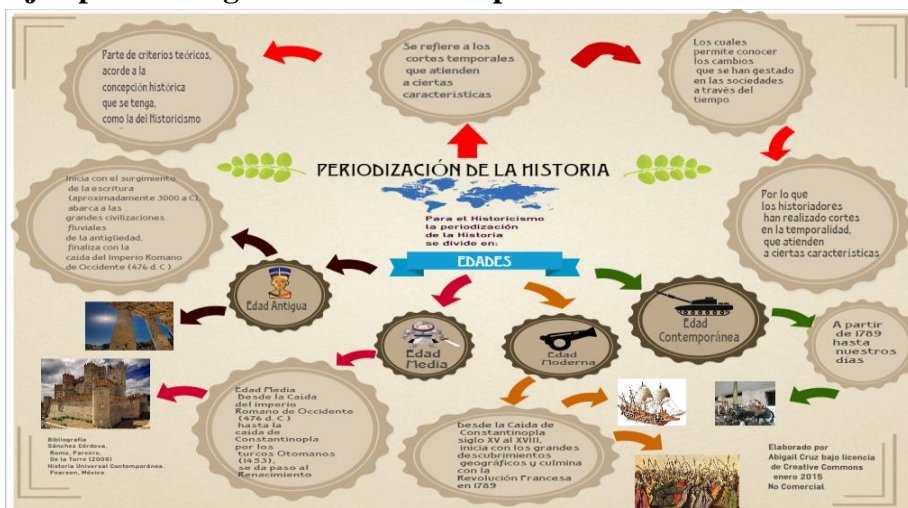 Parte de criterios teóricos,
acorde a la
concepción histórica
que se tenga,
como la del Historicismo
Se refiere a los
cortes temporales
que atienden
a ciertas
características
Los cuales
permite conocer
los cambios
que se han gestado
en las sociedades
a través del
tiempo
PERIODIZACIÓN DE LA HISTORIA
Inicia con el surgimiento
de la escritura
(aproximadamente 3000 a C)
abarca a las
grandes civilizaciones
fluviales
de la antigüedad,
finaliza con la
caída del Imperio Romano
de Occidente (476 d. C )
Para el Historicismo
la periodización
de la Historia
se divide en:
EDADES
Por lo que
los historiadores
han realizado cortes
en la temporalidad,
que atienden
a ciertas características
Edad Antigua
Edad
Media
Edad
Moderna
Edad
Contemporánea
A partir
de 1789
hasta
nuestros
días
Edad Media
Desde la Caída
del imperio
Romano de Occidente
(476 d. C )
hasta la
caída de
Constantinopla
por los
turcos Otomanos
(1453),
se da paso al
Renacimiento
Desde la Caída de
Constantinopla
siglo XV al XVIII,
inicia con los grandes
descubrimientos
geográficos y culmina
con la
Revolución Francesa
en 1789
Bibliografía
Sánchez Córdova,
Romo, Parcero,
De la Torre (2008)
Historia Universal Contemporánea.
Pearson, México
Elaborado por
Abigail Cruz bajo licencia
de Creative Commons
enero 2015
No Comercial